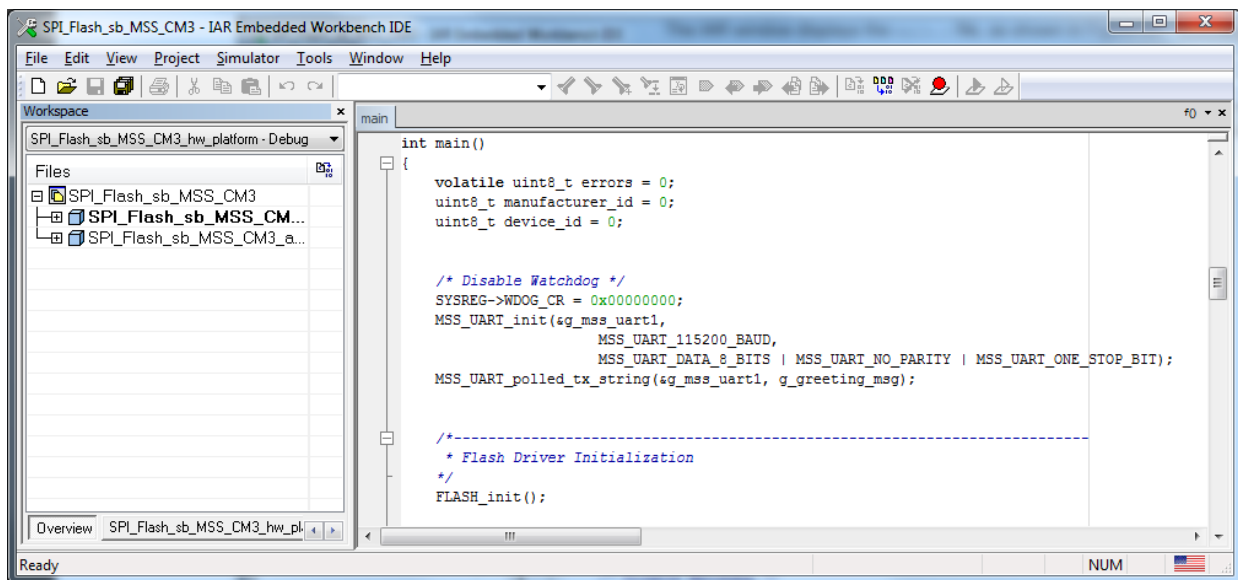 SPI_Flash_sb_MSS_CM3 - IAR Embedded Workbench IDE
File Edit View Project Simulator Tools Window Help
Workspace
SPI_Flash_sb_MSS_CM3_hw_platform - Debug
Files
SPI_Flash_sb_MSS_CM3
SPI_Flash_sb_MSS_CM...
SPI_Flash_sb_MSS_CM3_a...
Overview SPI_Flash_sb_MSS_CM3_hw_pl
main f()
int main()
{
volatile uint8_t errors = 0;
uint8_t manufacturer_id = 0;
uint8_t device_id = 0;
/* Disable Watchdog */
SYSREG->WDOG_CR = 0x00000000;
MSS_UART_init(&g_mss_uart1,
MSS_UART_115200_BAUD,
MSS_UART_DATA_8_BITS | MSS_UART_NO_PARITY | MSS_UART_ONE_STOP_BIT);
MSS_UART_polled_tx_string(&g_mss_uart1, g_greeting_msg);
/*--------------------------------------------------------------------------
* Flash Driver Initialization
*/
FLASH_init();
Ready NUM